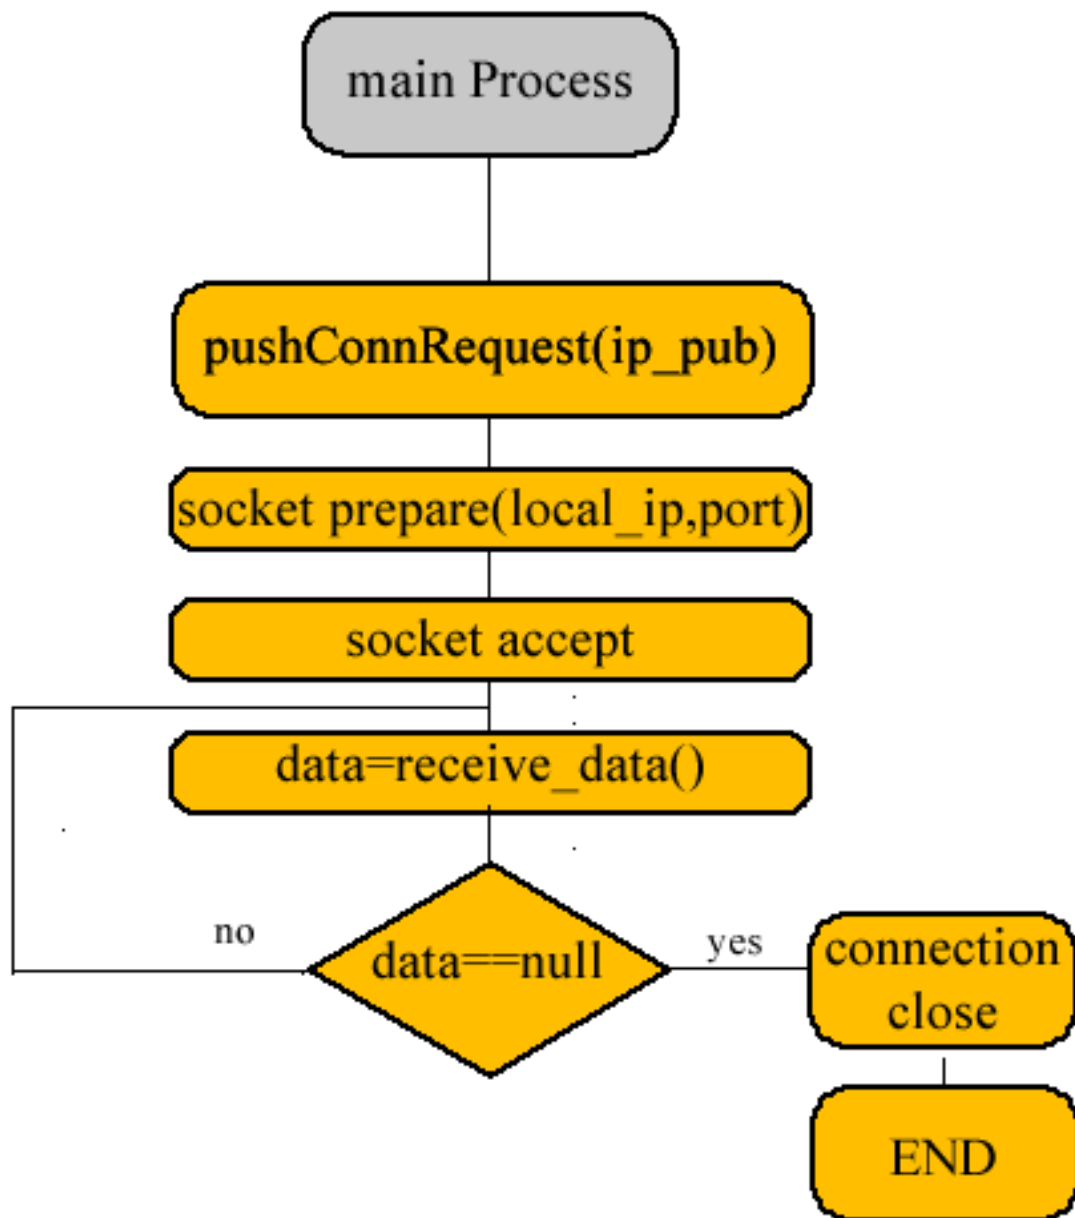 main Process
pushConnRequest(ip_pub)
socket prepare(local_ip,port)
socket accept
data=receive_data()
no
data==null
yes
connection
close
END